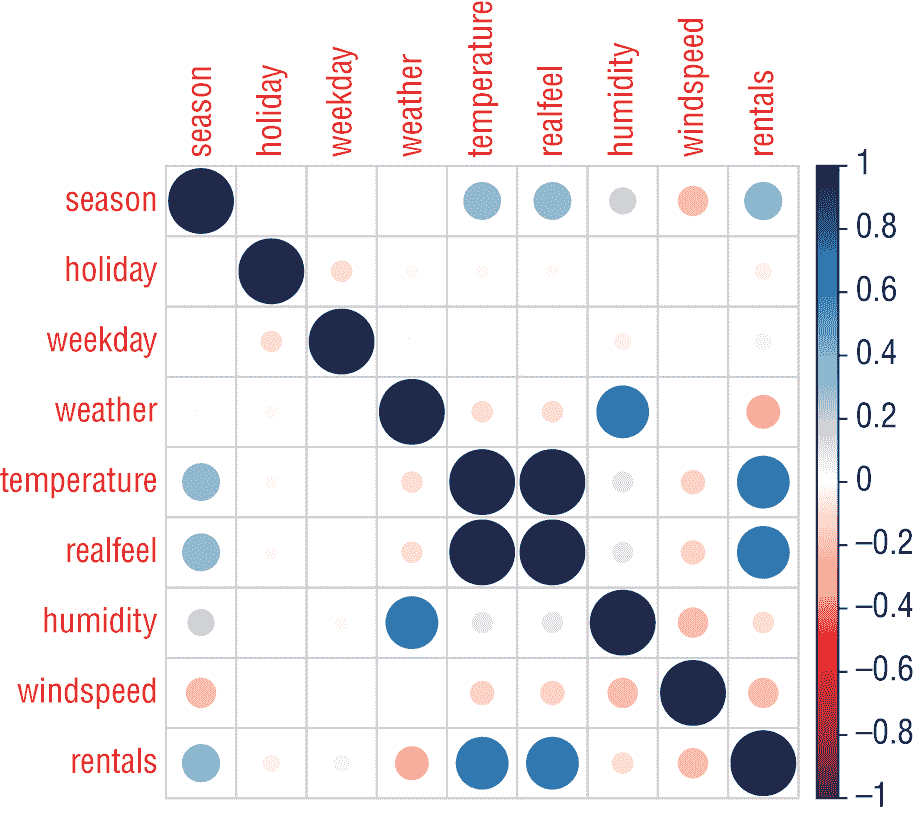 season
holiday
weekday
weather
temperature
realfeel
humidity
windspeed
rentals
season
holiday
weekday
weather
temperature
realfeel
humidity
windspeed
rentals
1
0.8
0.6
0.4
0.2
0
−0.2
−0.4
−0.6
−0.8
−1